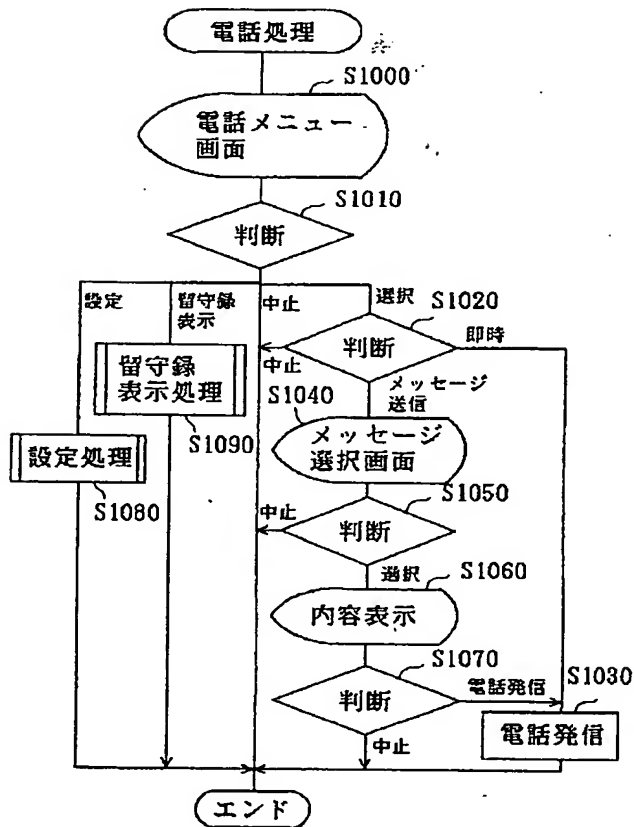 電話処理
S1000
電話メニュー
画面
S1010
判断
設定
留守録
表示
中止
選択
S1020
判断
即時
中止
メッセージ
送信
留守録
表示処理
S1090
設定処理
S1080
S1040
メッセージ
選択画面
S1050
判断
中止
選択
S1060
内容表示
S1070
判断
電話発信
S1030
電話発信
中止
エンド